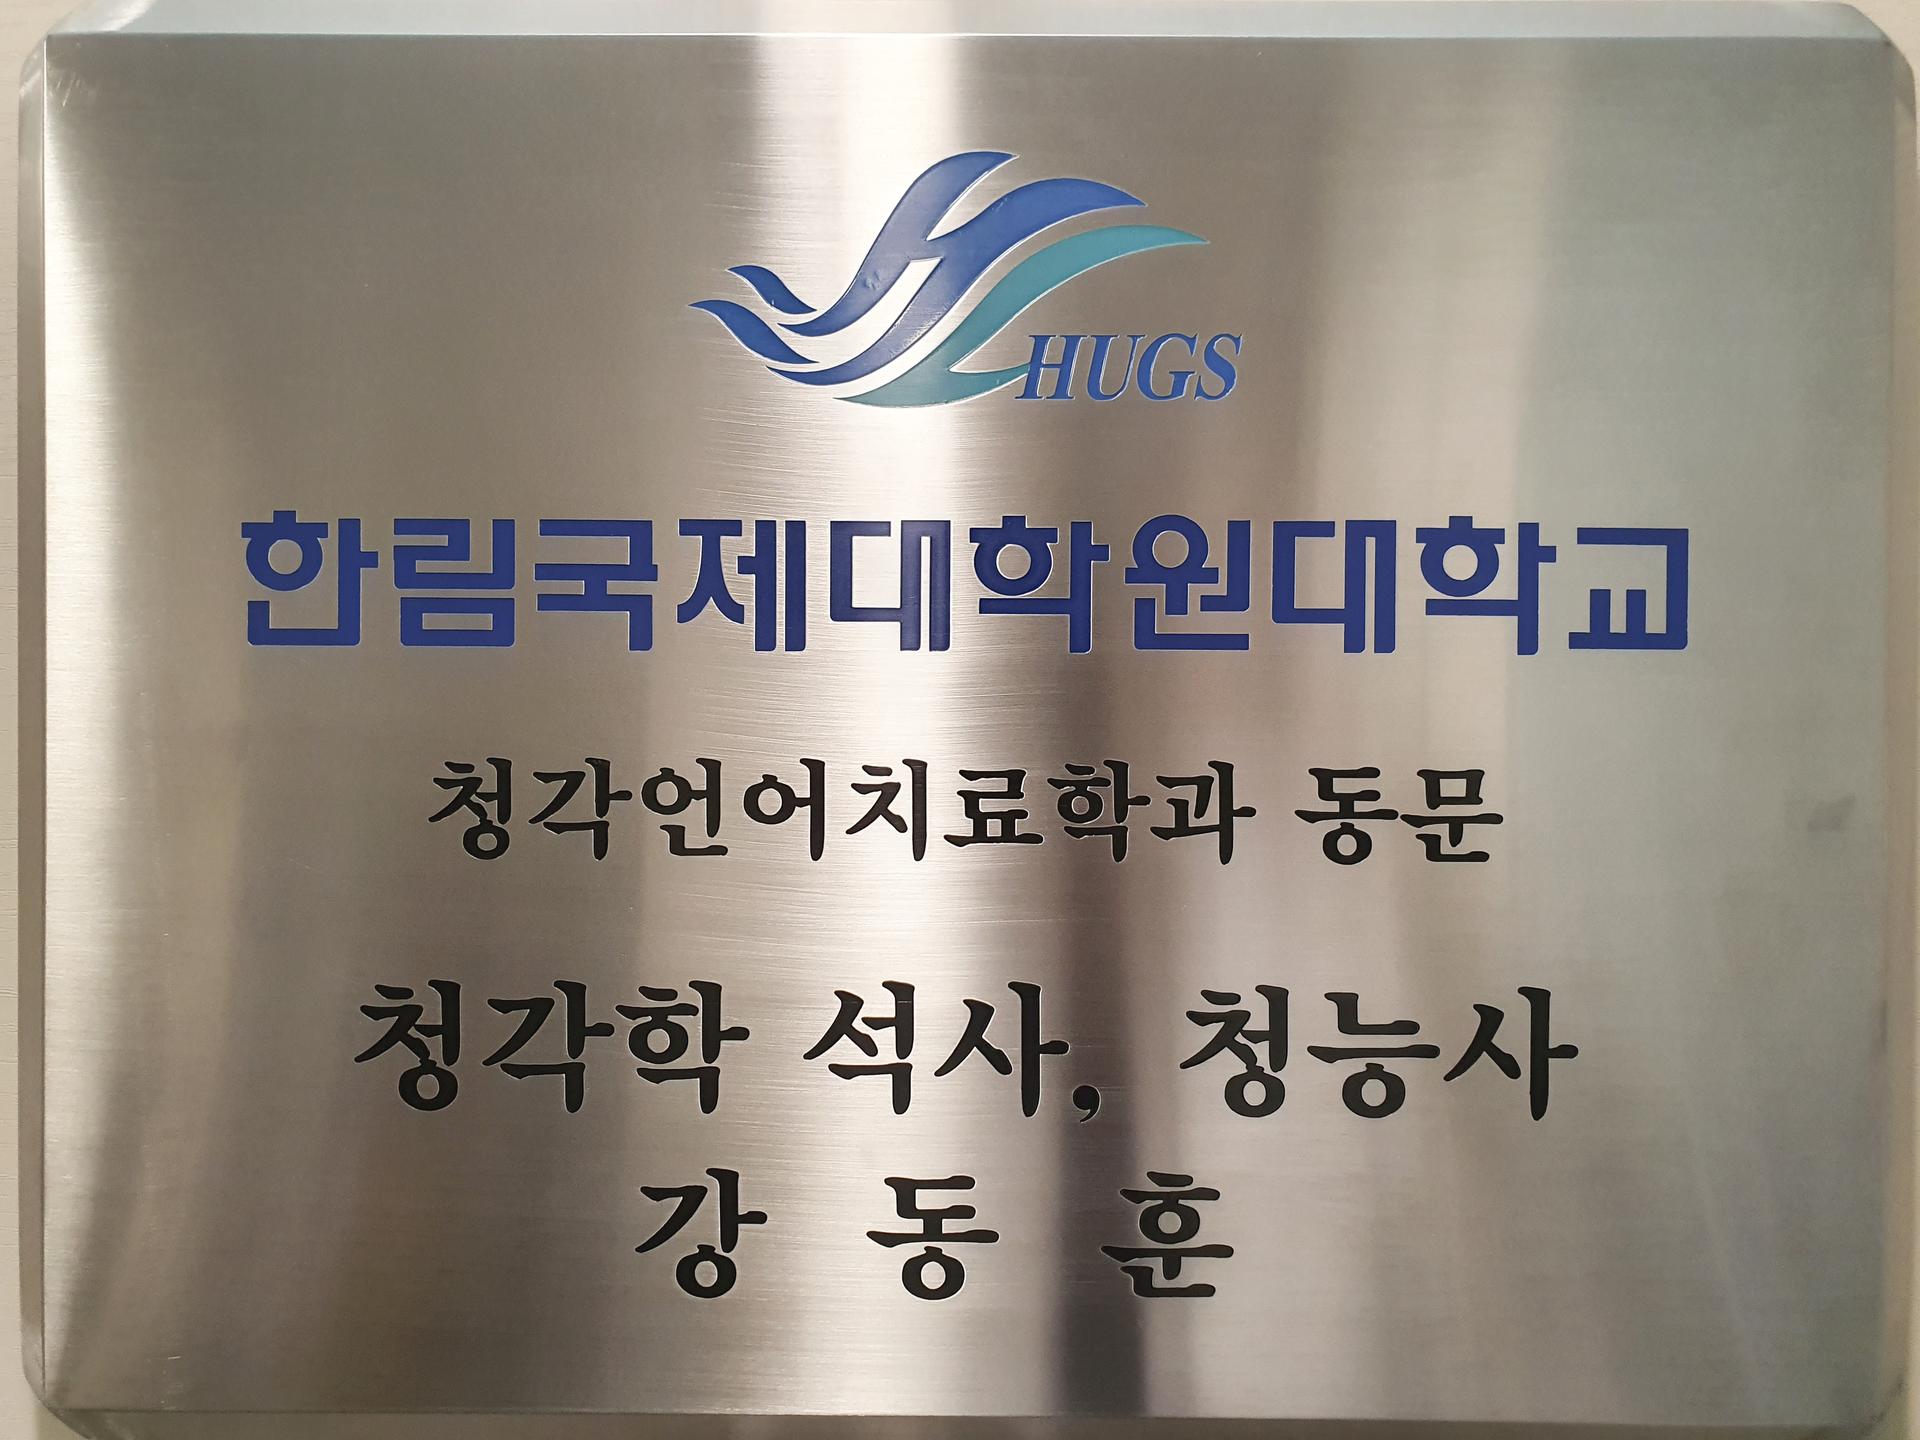 HUGS
한림국제대학원대학교
청각언어치료학과 동문
청각학 석사, 청능사
강 동 훈